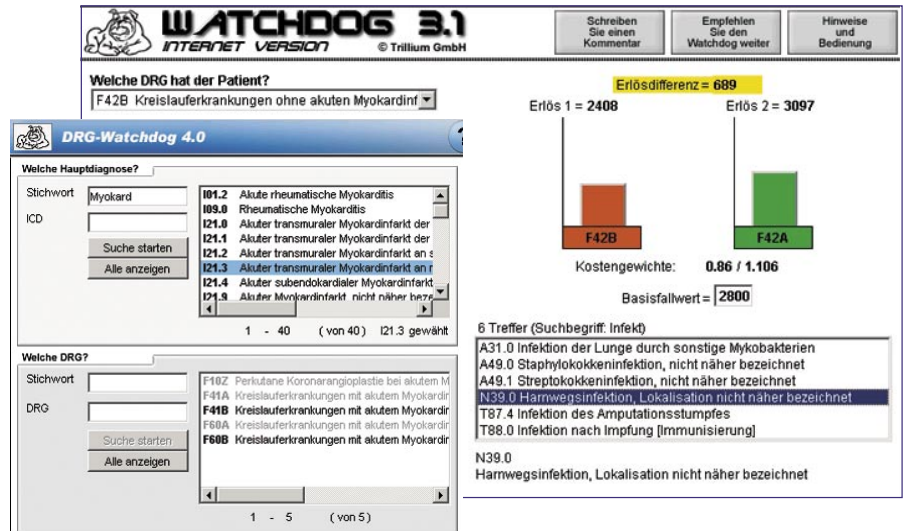 WATCHDOG 3.1
INTERNET VERSION © Trillium GmbH
Schreiben
Sie einen
Kommentar
Empfehlen
Sie den
Watchdog weiter
Hinweise
und
Bedienung
Welche DRG hat der Patient?
F42B Kreislauferkrankungen ohne akuten Myokardinf
Erlösdifferenz = 689
Erlös 1 = 2408 Erlös 2 = 3097
F42B F42A
Kostengewichte: 0.86 / 1.106
Basisfallwert = 2800
6 Treffer (Suchbegriff: Infekt)
A31.0 Infektion der Lunge durch sonstige Mykobakterien
A49.0 Staphylokokkeninfektion, nicht näher bezeichnet
A49.1 Streptokokkeninfektion, nicht näher bezeichnet
N39.0 Harnwegsinfektion, Lokalisation nicht näher bezeichnet
T87.4 Infektion des Amputationsstumpfes
T88.0 Infektion nach Impfung [Immunisierung]
N39.0
Harnwegsinfektion, Lokalisation nicht näher bezeichnet
DRG-Watchdog 4.0
Welche Hauptdiagnose?
Stichwort Myokard
ICD
Suche starten
Alle anzeigen
I01.2 Akute rheumatische Myokarditis
I09.0 Rheumatische Myokarditis
I21.0 Akuter transmuraler Myokardinfarkt der
I21.1 Akuter transmuraler Myokardinfarkt der
I21.2 Akuter transmuraler Myokardinfarkt an s
I21.3 Akuter transmuraler Myokardinfarkt an n
I21.4 Akuter subendokardialer Myokardinfarkt
I21.9 Akuter Myokardinfarkt, nicht näher beze
1 - 40 (von 40) I21.3 gewählt
Welche DRG?
Stichwort
DRG
Suche starten
Alle anzeigen
F10Z Perkutane Koronarangioplastie bei akutem M
F41A Kreislauferkrankungen mit akutem Myokardin
F41B Kreislauferkrankungen mit akutem Myokardin
F60A Kreislauferkrankungen mit akutem Myokardin
F60B Kreislauferkrankungen mit akutem Myokardin
1 - 5 (von 5)